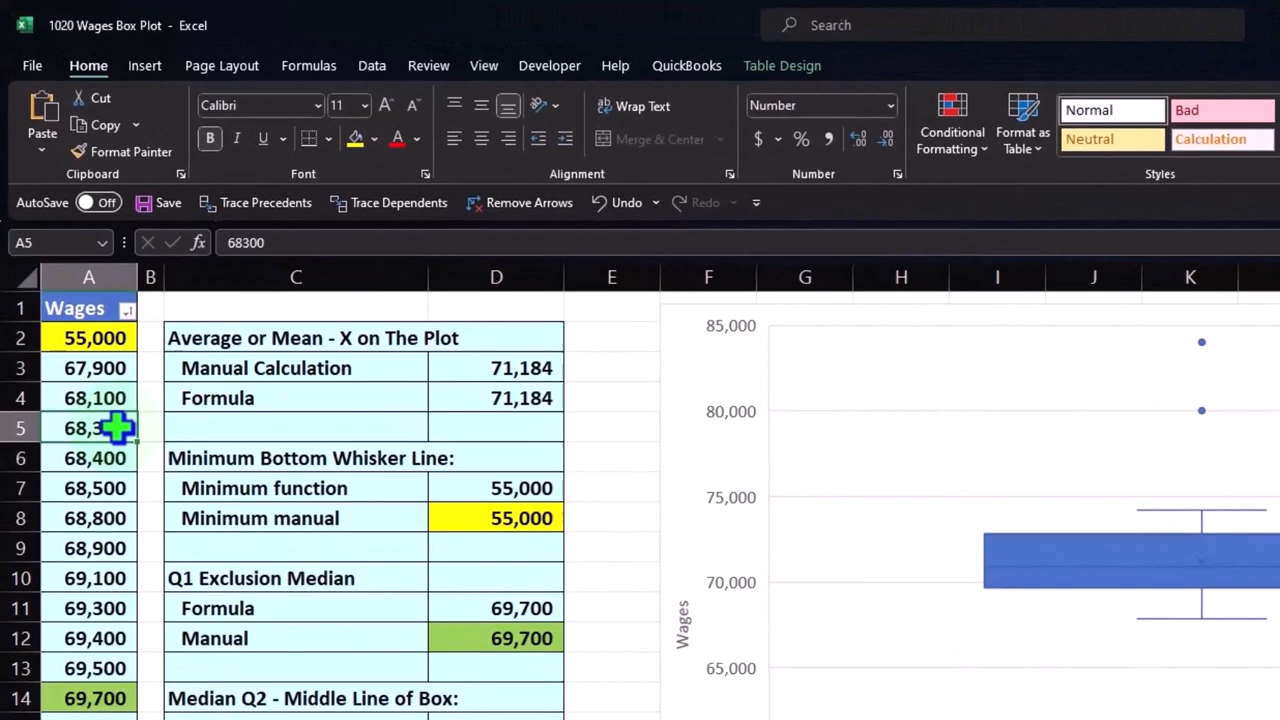 1020 Wages Box Plot - Excel
Search
File Home Insert Page Layout Formulas Data Review View Developer Help QuickBooks Table Design
Paste
Cut
Copy
Format Painter
Clipboard
Calibri 11
B I U
Font
Wrap Text
Merge & Center
Alignment
Number
$ % ,
Number
Conditional Formatting
Format as Table
Normal Bad
Neutral Calculation
Styles
AutoSave Off Save Trace Precedents Trace Dependents Remove Arrows Undo Redo
A5 fx 68300
A B C D E F G H I J K
1 Wages
2 55,000 Average or Mean - X on The Plot
3 67,900 Manual Calculation 71,184
4 68,100 Formula 71,184
5
6 68,400 Minimum Bottom Whisker Line:
7 68,500 Minimum function 55,000
8 68,800 Minimum manual 55,000
9 68,900
10 69,100 Q1 Exclusion Median
11 69,300 Formula 69,700
12 69,400 Manual 69,700
13 69,500
14 69,700 Median Q2 - Middle Line of Box:
85,000
80,000
75,000
70,000
65,000
Wages